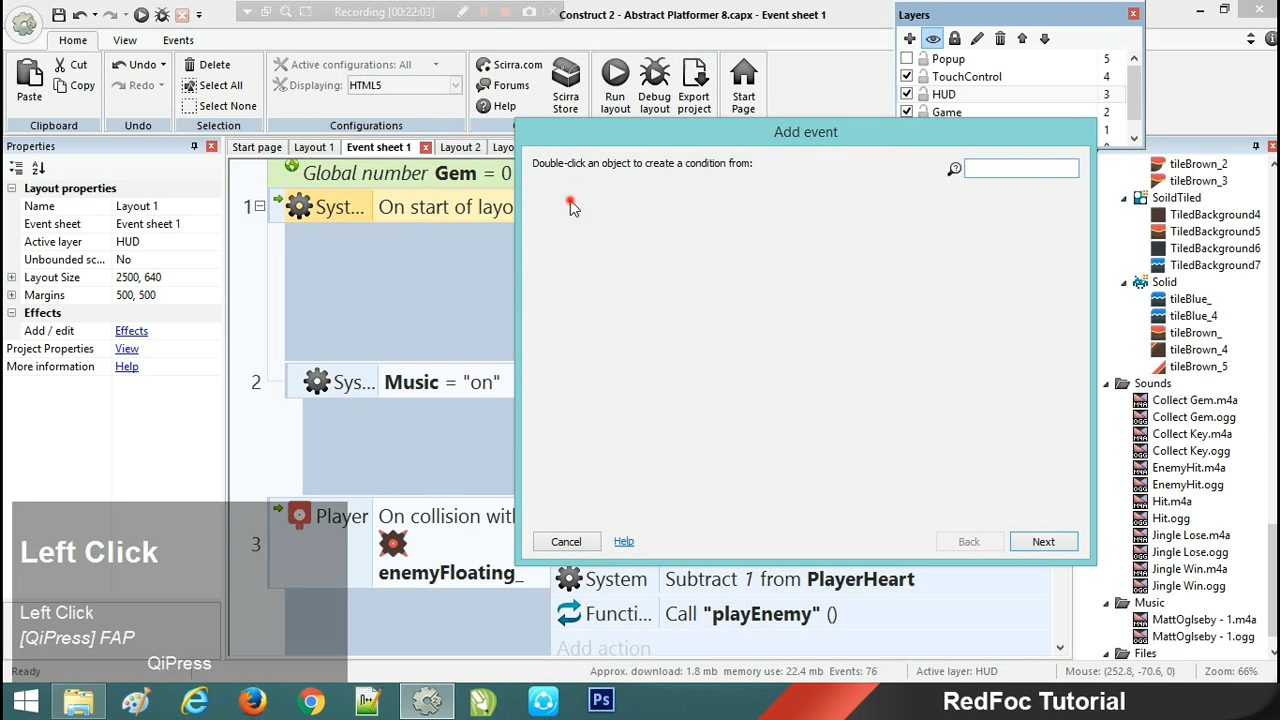 Recording [00:22:03]
Construct 2 - Abstract Platformer 8.capx - Event sheet 1
Home
View
Events
Paste
Cut
Copy
Clipboard
Undo
Redo
Undo
Delete
Select All
Select None
Selection
Active configurations: All
Displaying:
HTML5
Configurations
Scirra.com
Forums
Help
Scirra Store
Run layout
Debug layout
Export project
Start Page
Layers
Popup 5
TouchControl 4
HUD 3
Game 2
1
Properties
Layout properties
Name Layout 1
Event sheet Event sheet 1
Active layer HUD
Unbounded sc... No
Layout Size 2500, 640
Margins 500, 500
Effects
Add / edit Effects
Project Properties View
More information Help
Start page
Layout 1
Event sheet 1
Layout 2
Global number Gem = 0
1 Syst... On start of layo
2 Sys... Music = "on"
3 Player On collision with
enemyFloating_
System Subtract 1 from PlayerHeart
Functi... Call "playEnemy" ()
Add action
Add event
Double-click an object to create a condition from:
Cancel
Help
Back
Next
tileBrown_2
tileBrown_3
SoildTiled
TiledBackground4
TiledBackground5
TiledBackground6
TiledBackground7
Solid
tileBlue_
tileBlue_4
tileBrown_
tileBrown_4
tileBrown_5
Sounds
Collect Gem.m4a
Collect Gem.ogg
Collect Key.m4a
Collect Key.ogg
EnemyHit.m4a
EnemyHit.ogg
Hit.m4a
Hit.ogg
Jingle Lose.m4a
Jingle Lose.ogg
Jingle Win.m4a
Jingle Win.ogg
Music
MattOglseby - 1.m4a
MattOglseby - 1.ogg
Files
Left Click
Left Click
[QiPress] FAP
QiPress
Ready
Approx. download: 1.8 mb memory use: 22.4 mb Events: 76
Active layer: HUD
Mouse: (252.8, -70.6, 0)
Zoom: 66%
Ps
RedFoc Tutorial